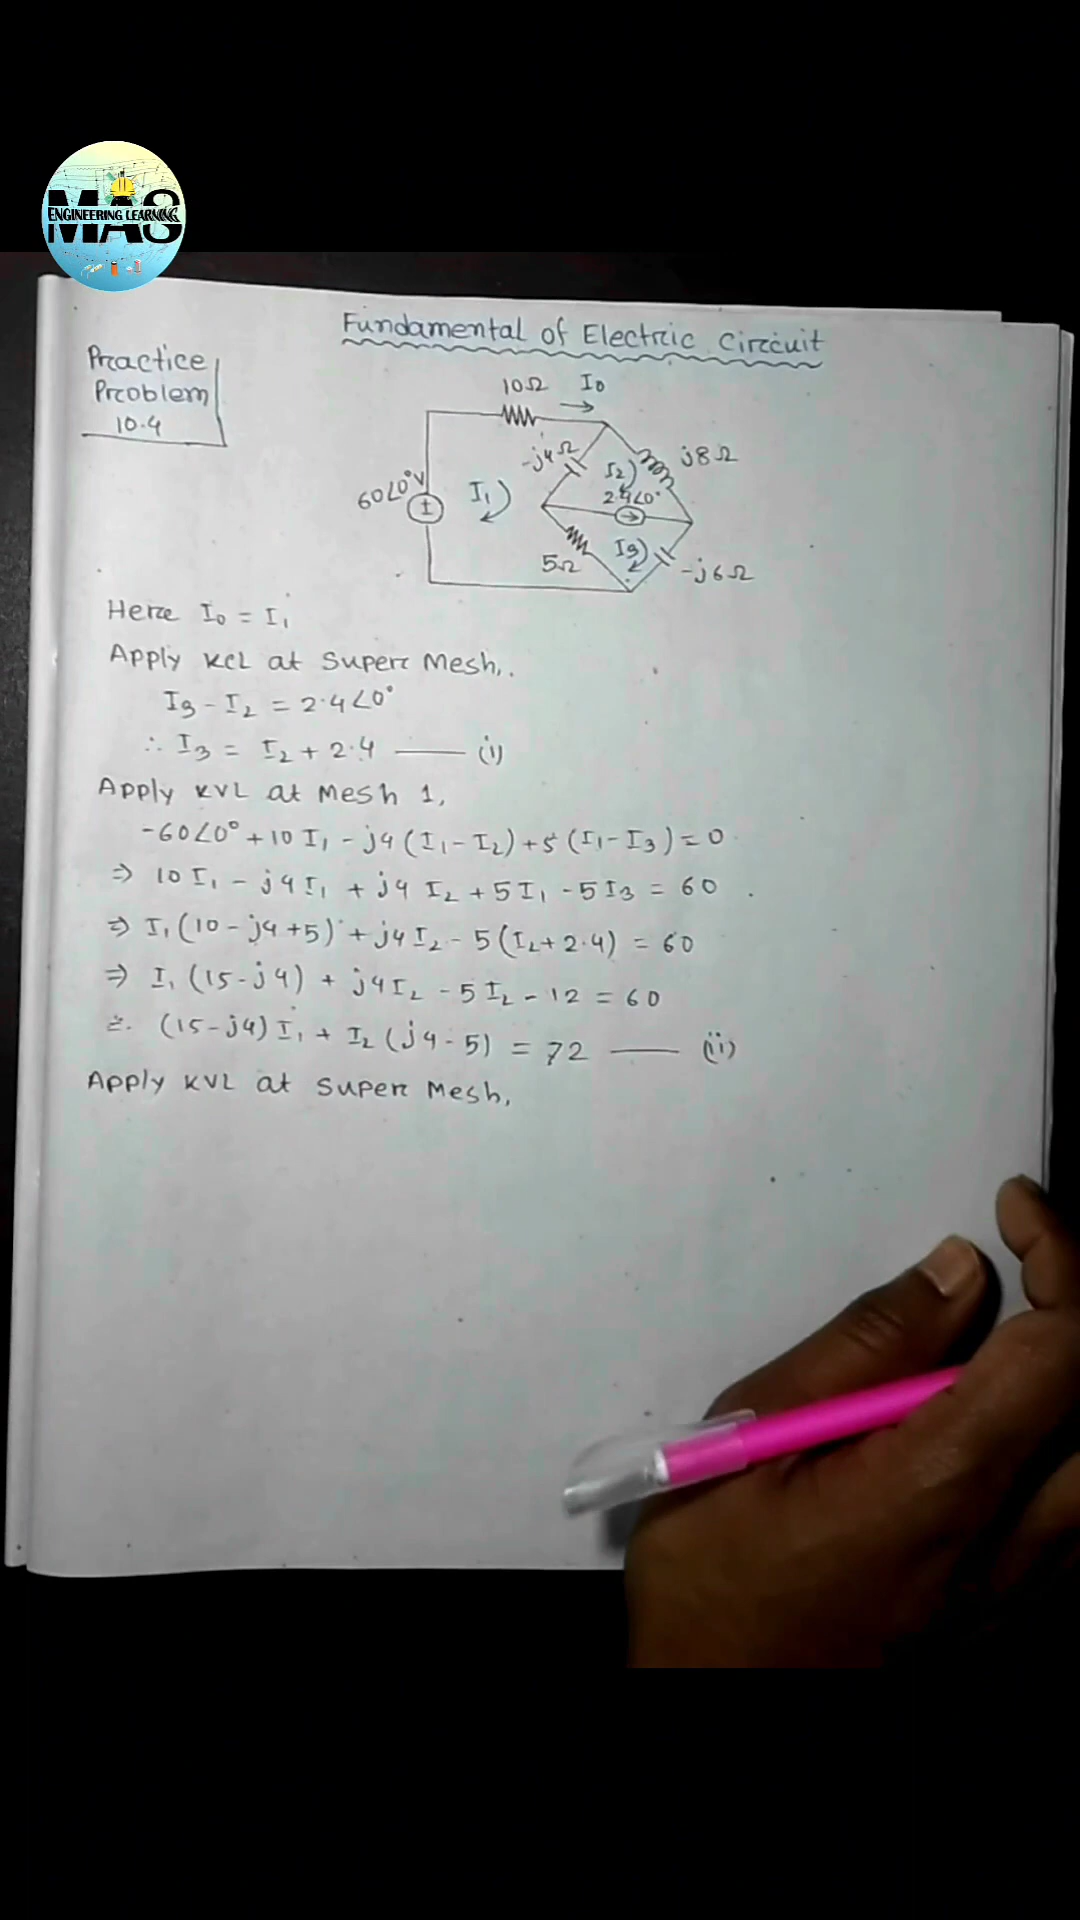 MAS
ENGINEERING LEARNING
Fundamental of Electric Circuit
Practice
Problem
10.4
10Ω I₀
-j4Ω
I₂
j8Ω
60∠0° V
I₁
2.4∠0°
5Ω
I₃
-j6Ω
Here I₀ = I₁
Apply KCL at Super Mesh,.
I₃ - I₂ = 2.4∠0°
∴ I₃ = I₂ + 2.4 —— (i)
Apply KVL at Mesh 1,
-60∠0° + 10 I₁ - j4 (I₁ - I₂) + 5 (I₁ - I₃) = 0
⇒ 10 I₁ - j4 I₁ + j4 I₂ + 5 I₁ - 5 I₃ = 60
⇒ I₁ (10 - j4 + 5) + j4 I₂ - 5 (I₂ + 2.4) = 60
⇒ I₁ (15 - j4) + j4 I₂ - 5 I₂ - 12 = 60
∴ (15 - j4) I₁ + I₂ (j4 - 5) = 72 —— (ii)
Apply KVL at Super Mesh,